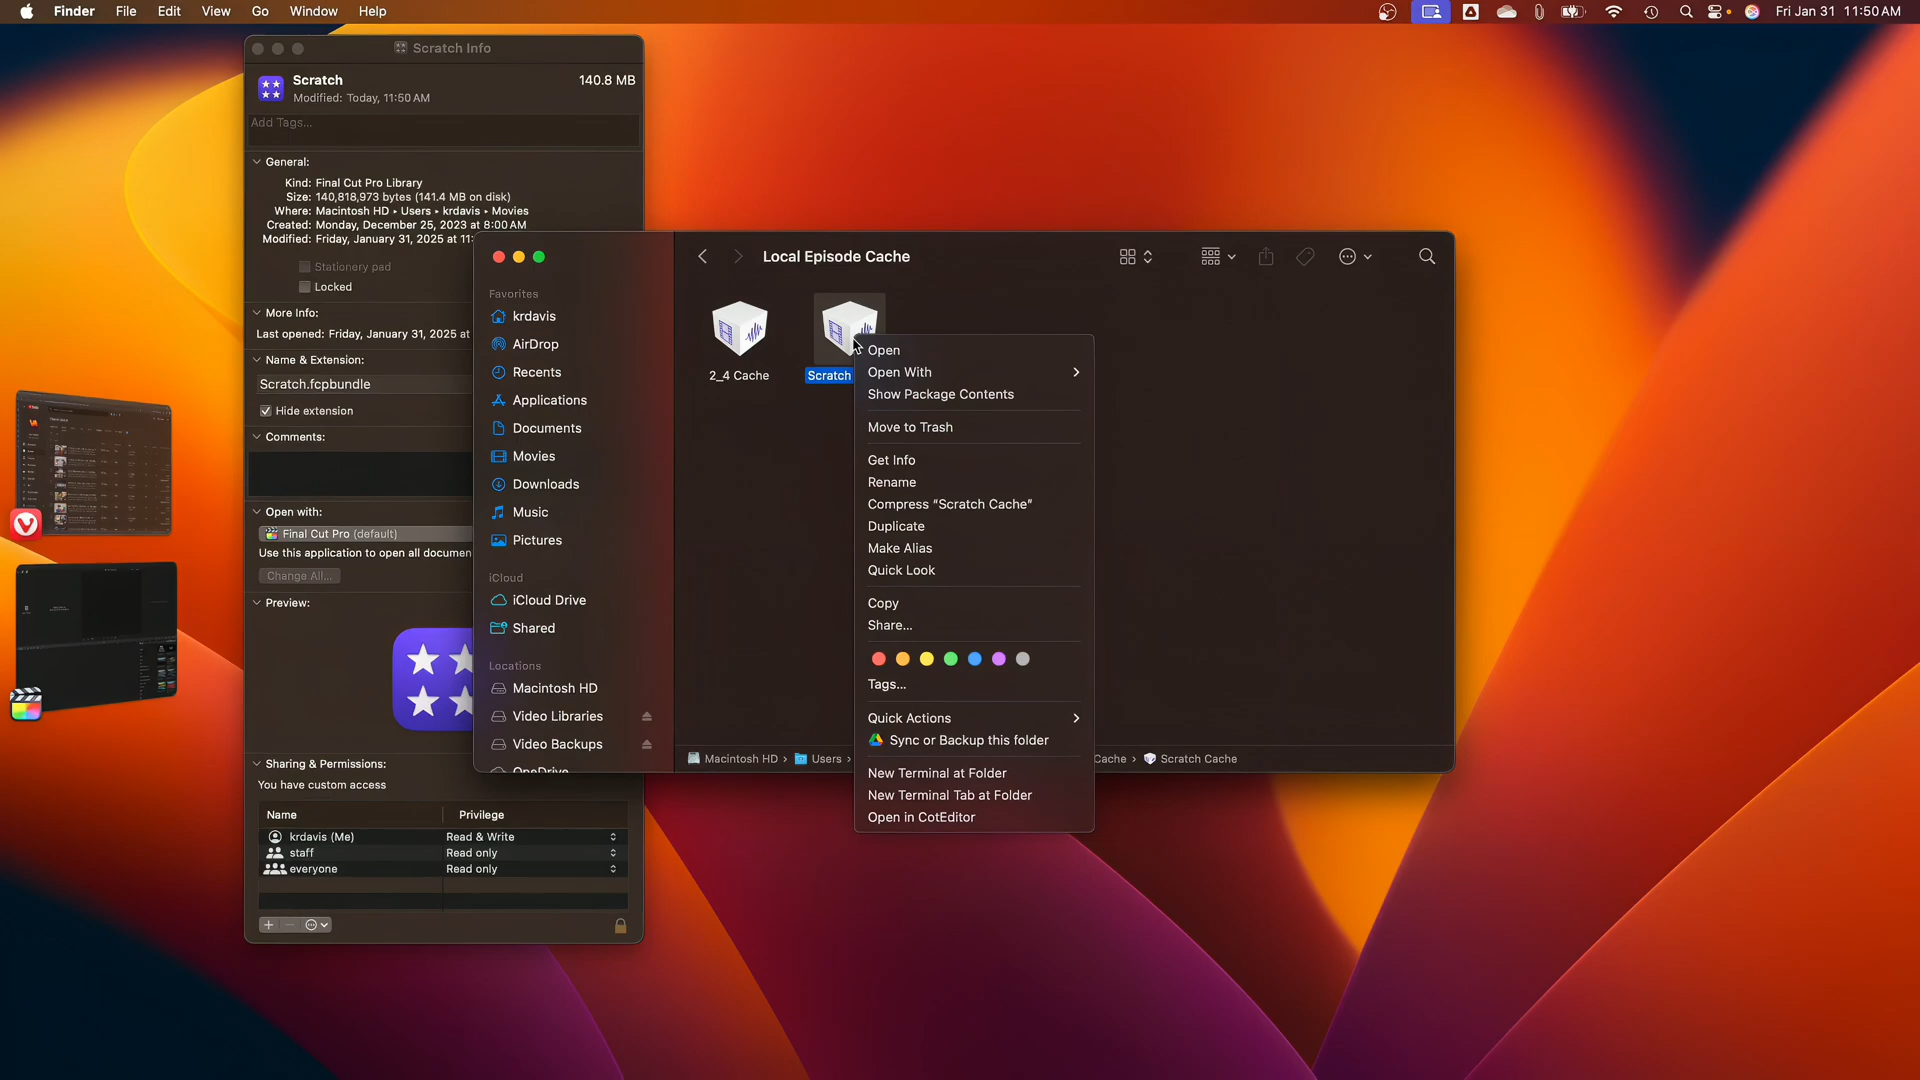 Finder File Edit View Go Window Help
Fri Jan 31 11:50 AM
Scratch Info
Scratch 140.8 MB
Modified: Today, 11:50 AM
Add Tags...
General:
Kind: Final Cut Pro Library
Size: 140,818,973 bytes (141.4 MB on disk)
Where: Macintosh HD ▸ Users ▸ krdavis ▸ Movies
Created: Monday, December 25, 2023 at 8:00 AM
Modified: Friday, January 31, 2025 at 11:
Stationery pad
Locked
More Info:
Last opened: Friday, January 31, 2025 at
Name & Extension:
Scratch.fcpbundle
Hide extension
Comments:
Open with:
Final Cut Pro (default)
Use this application to open all documen
Change All...
Preview:
Sharing & Permissions:
You have custom access
Name Privilege
krdavis (Me) Read & Write
staff Read only
everyone Read only
Favorites
krdavis
AirDrop
Recents
Applications
Documents
Movies
Downloads
Music
Pictures
iCloud
iCloud Drive
Shared
Locations
Macintosh HD
Video Libraries
Video Backups
OneDrive
Local Episode Cache
2_4 Cache
Scratch
Open
Open With
Show Package Contents
Move to Trash
Get Info
Rename
Compress “Scratch Cache”
Duplicate
Make Alias
Quick Look
Copy
Share...
Tags...
Quick Actions
Sync or Backup this folder
New Terminal at Folder
New Terminal Tab at Folder
Open in CotEditor
Macintosh HD › Users › Cache › Scratch Cache